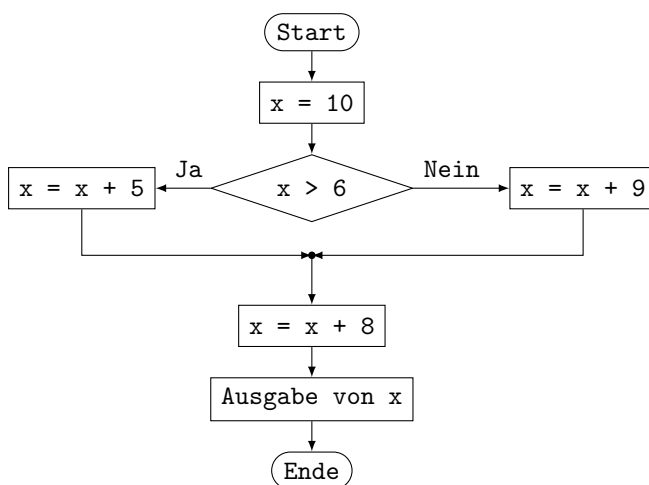 Start
x = 10
Ja
Nein
x = x + 5
x > 6
x = x + 9
x = x + 8
Ausgabe von x
Ende